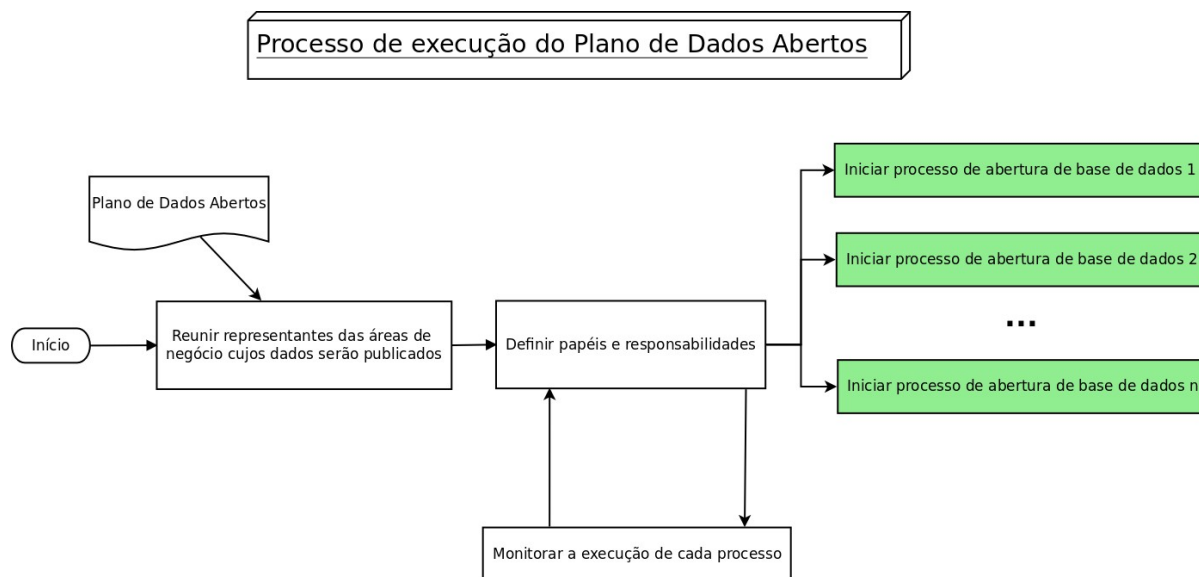 Processo de execução do Plano de Dados Abertos
Plano de Dados Abertos
Início
Reunir representantes das áreas de
negócio cujos dados serão publicados
Definir papéis e responsabilidades
Iniciar processo de abertura de base de dados 1
Iniciar processo de abertura de base de dados 2
...
Iniciar processo de abertura de base de dados n
Monitorar a execução de cada processo